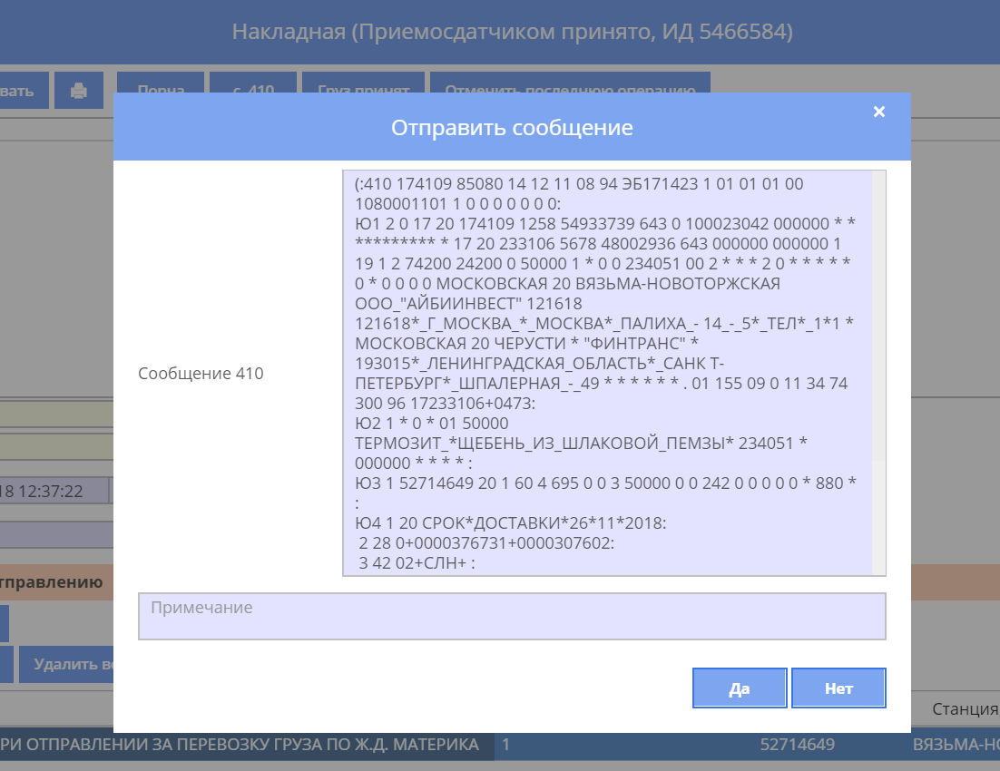 Накладная (Приемосдатчиком принято, ИД 5466584)
вать Порча с. 410 Груз принят Отменить последнюю операцию
Отправить сообщение
(:410 174109 85080 14 12 11 08 94 ЭБ171423 1 01 01 01 00
1080001101 1 0 0 0 0 0 0 0:
Ю1 2 0 17 20 174109 1258 54933739 643 0 100023042 000000 * *
********* * 17 20 233106 5678 48002936 643 000000 000000 1
19 1 2 74200 24200 0 50000 1 * 0 0 234051 00 2 * * * 2 0 * * * * *
0 * 0 0 0 0 МОСКОВСКАЯ 20 ВЯЗЬМА-НОВОТОРЖСКАЯ
ООО_"АЙБИИНВЕСТ" 121618
121618*_Г_МОСКВА_*_МОСКВА*_ПАЛИХА_- 14_-_5*_ТЕЛ*_1*1 *
МОСКОВСКАЯ 20 ЧЕРУСТИ * "ФИНТРАНС" *
193015*_ЛЕНИНГРАДСКАЯ_ОБЛАСТЬ*_САНК Т-
ПЕТЕРБУРГ*_ШПАЛЕРНАЯ_-_49 * * * * * * . 01 155 09 0 11 34 74
300 96 17233106+0473:
Ю2 1 * 0 * 01 50000
ТЕРМОЗИТ_*ЩЕБЕНЬ_ИЗ_ШЛАКОВОЙ_ПЕМЗЫ* 234051 *
000000 * * * * :
Ю3 1 52714649 20 1 60 4 695 0 0 3 50000 0 0 242 0 0 0 0 0 * 880 *
:
Ю4 1 20 СРОК*ДОСТАВКИ*26*11*2018:
2 28 0+0000376731+0000307602:
3 42 02+СЛН+ :
Сообщение 410
18 12:37:22
тправлению
Примечание
Удалить вс
Да Нет
Станция
РИ ОТПРАВЛЕНИИ ЗА ПЕРЕВОЗКУ ГРУЗА ПО Ж.Д. МАТЕРИКА 1 52714649 ВЯЗЬМА-НО